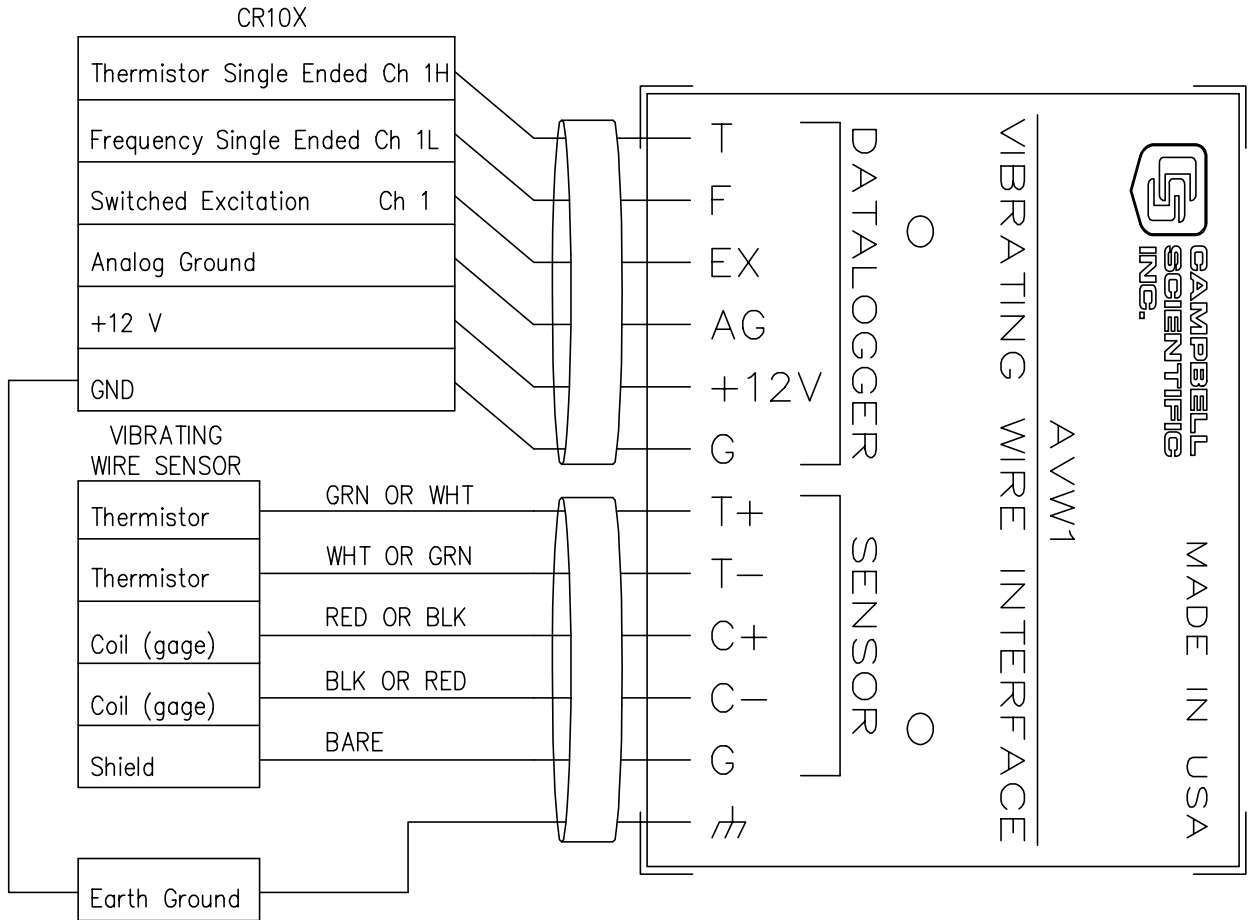 CR10X
Thermistor Single Ended Ch 1H
Frequency Single Ended Ch 1L
Switched Excitation Ch 1
Analog Ground
+12 V
GND
VIBRATING
WIRE SENSOR
Thermistor
Thermistor
Coil (gage)
Coil (gage)
Shield
Earth Ground
GRN OR WHT
WHT OR GRN
RED OR BLK
BLK OR RED
BARE
T
F
EX
AG
+12V
G
T+
T-
C+
C-
G
DATALOGGER
SENSOR
VIBRATING WIRE INTERFACE
AVW1
CAMPBELL
SCIENTIFIC
INC.
MADE IN USA